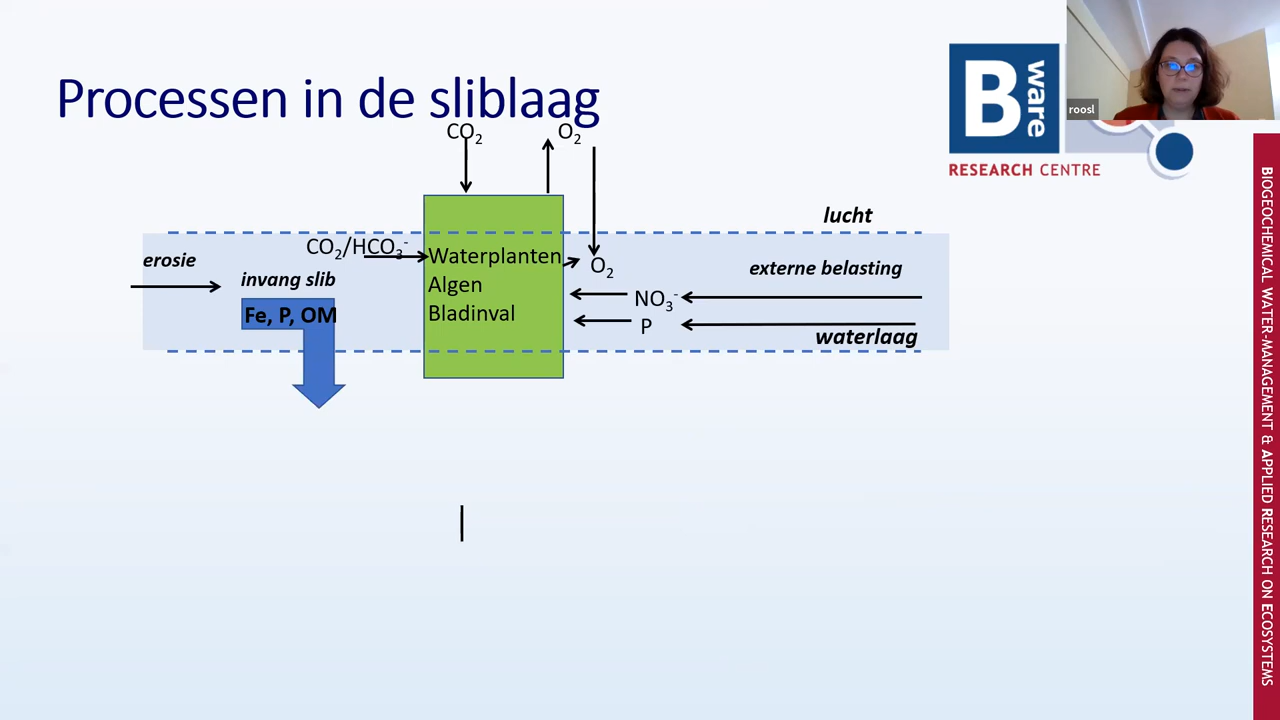 Processen in de sliblaag
CO₂
O₂
B ware
RESEARCH CENTRE
roosl
lucht
erosie
CO₂/HCO₃⁻
invang slib
Fe, P, OM
Waterplanten
Algen
Bladinval
O₂
NO₃⁻
P
externe belasting
waterlaag
BIOGEOCHEMICAL WATER-MANAGEMENT & APPLIED RESEARCH ON ECOSYSTEMS